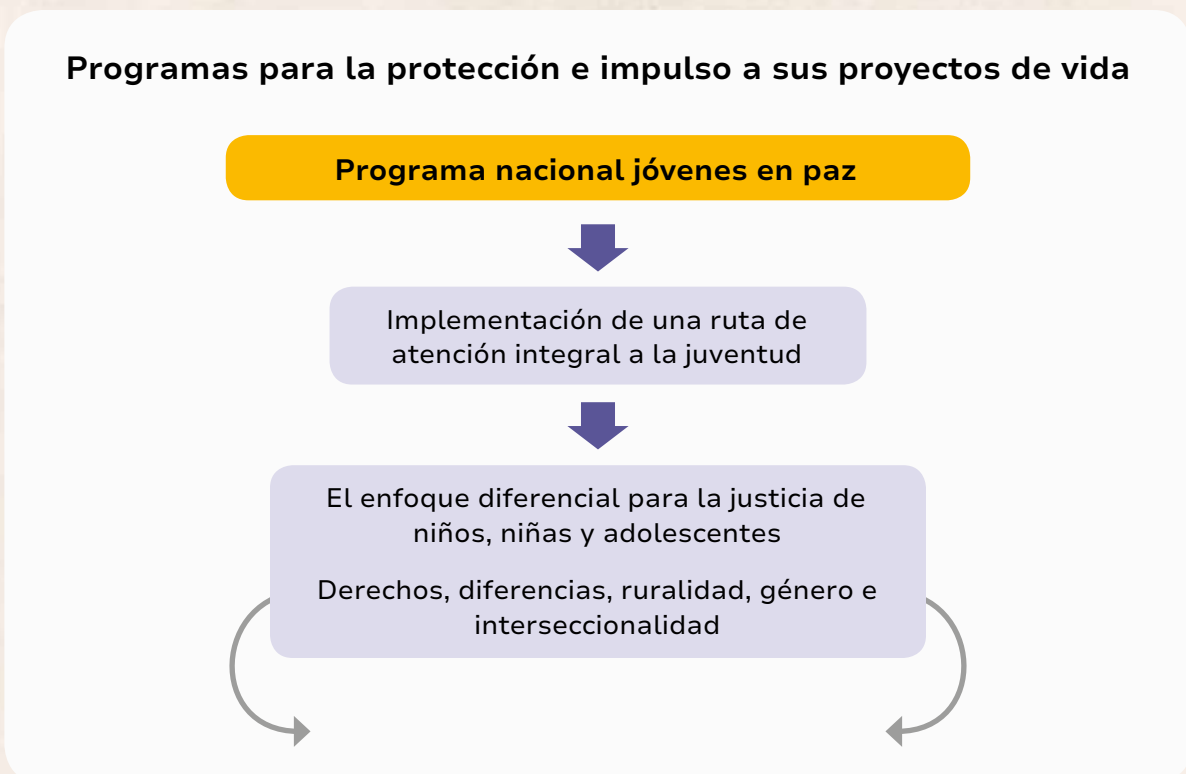 Programas para la protección e impulso a sus proyectos de vida
Programa nacional jóvenes en paz
Implementación de una ruta de
atención integral a la juventud
El enfoque diferencial para la justicia de
niños, niñas y adolescentes
Derechos, diferencias, ruralidad, género e
interseccionalidad